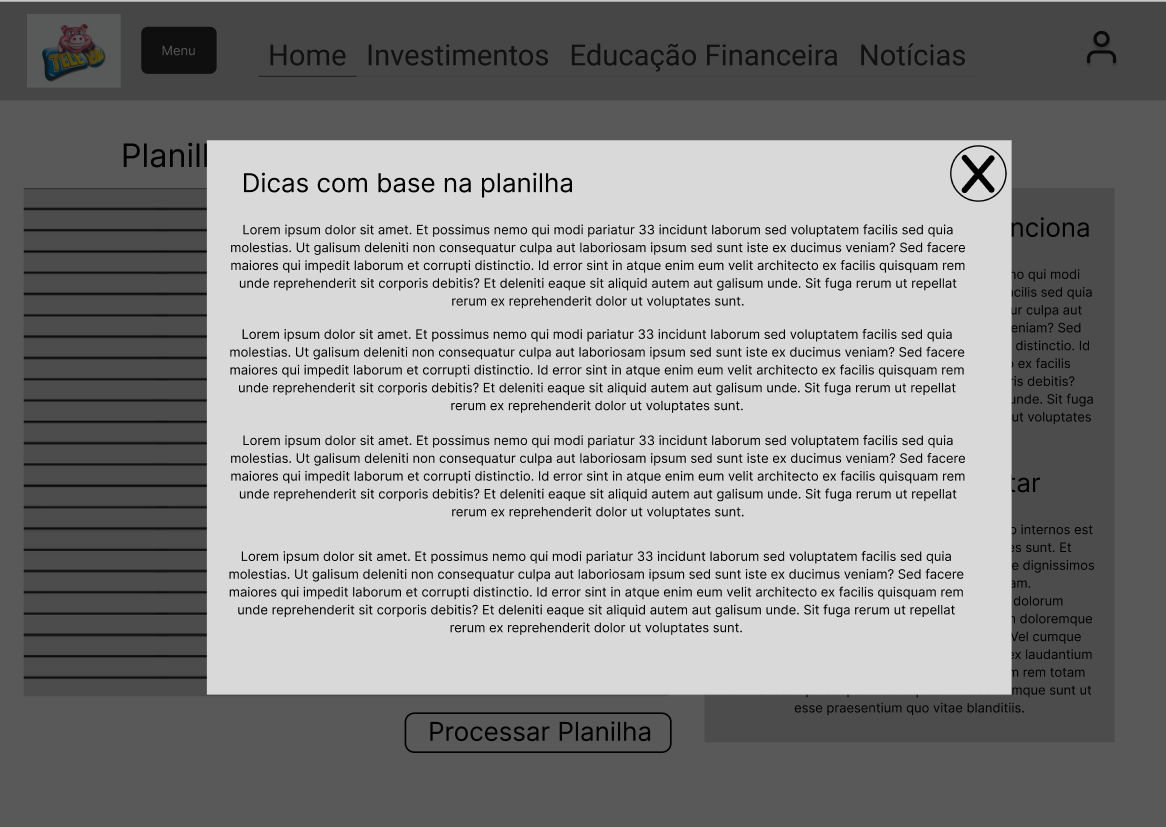 Menu
Home Investimentos Educação Financeira Notícias
Dicas com base na planilha
Lorem ipsum dolor sit amet. Et possimus nemo qui modi pariatur 33 incidunt laborum sed voluptatem facilis sed quia
molestias. Ut galisum deleniti non consequatur culpa aut laboriosam ipsum sed sunt iste ex ducimus veniam? Sed facere
maiores qui impedit laborum et corrupti distinctio. Id error sint in atque enim eum velit architecto ex facilis quisquam rem
unde reprehenderit sit corporis debitis? Et deleniti eaque sit aliquid autem aut galisum unde. Sit fuga rerum ut repellat
rerum ex reprehenderit dolor ut voluptates sunt.
Lorem ipsum dolor sit amet. Et possimus nemo qui modi pariatur 33 incidunt laborum sed voluptatem facilis sed quia
molestias. Ut galisum deleniti non consequatur culpa aut laboriosam ipsum sed sunt iste ex ducimus veniam? Sed facere
maiores qui impedit laborum et corrupti distinctio. Id error sint in atque enim eum velit architecto ex facilis quisquam rem
unde reprehenderit sit corporis debitis? Et deleniti eaque sit aliquid autem aut galisum unde. Sit fuga rerum ut repellat
rerum ex reprehenderit dolor ut voluptates sunt.
Lorem ipsum dolor sit amet. Et possimus nemo qui modi pariatur 33 incidunt laborum sed voluptatem facilis sed quia
molestias. Ut galisum deleniti non consequatur culpa aut laboriosam ipsum sed sunt iste ex ducimus veniam? Sed facere
maiores qui impedit laborum et corrupti distinctio. Id error sint in atque enim eum velit architecto ex facilis quisquam rem
unde reprehenderit sit corporis debitis? Et deleniti eaque sit aliquid autem aut galisum unde. Sit fuga rerum ut repellat
rerum ex reprehenderit dolor ut voluptates sunt.
Lorem ipsum dolor sit amet. Et possimus nemo qui modi pariatur 33 incidunt laborum sed voluptatem facilis sed quia
molestias. Ut galisum deleniti non consequatur culpa aut laboriosam ipsum sed sunt iste ex ducimus veniam? Sed facere
maiores qui impedit laborum et corrupti distinctio. Id error sint in atque enim eum velit architecto ex facilis quisquam rem
unde reprehenderit sit corporis debitis? Et deleniti eaque sit aliquid autem aut galisum unde. Sit fuga rerum ut repellat
rerum ex reprehenderit dolor ut voluptates sunt.
qui modi
sed quia
culpa aut
Sed
distinctio. Id
ex facilis
debitis?
unde. Sit fuga
ut voluptates
internos est
sunt. Et
dignissimos
dolorum
doloremque
Vel cumque
ex laudantium
rem totam
sunt ut
esse praesentium quo vitae blanditiis.
Processar Planilha